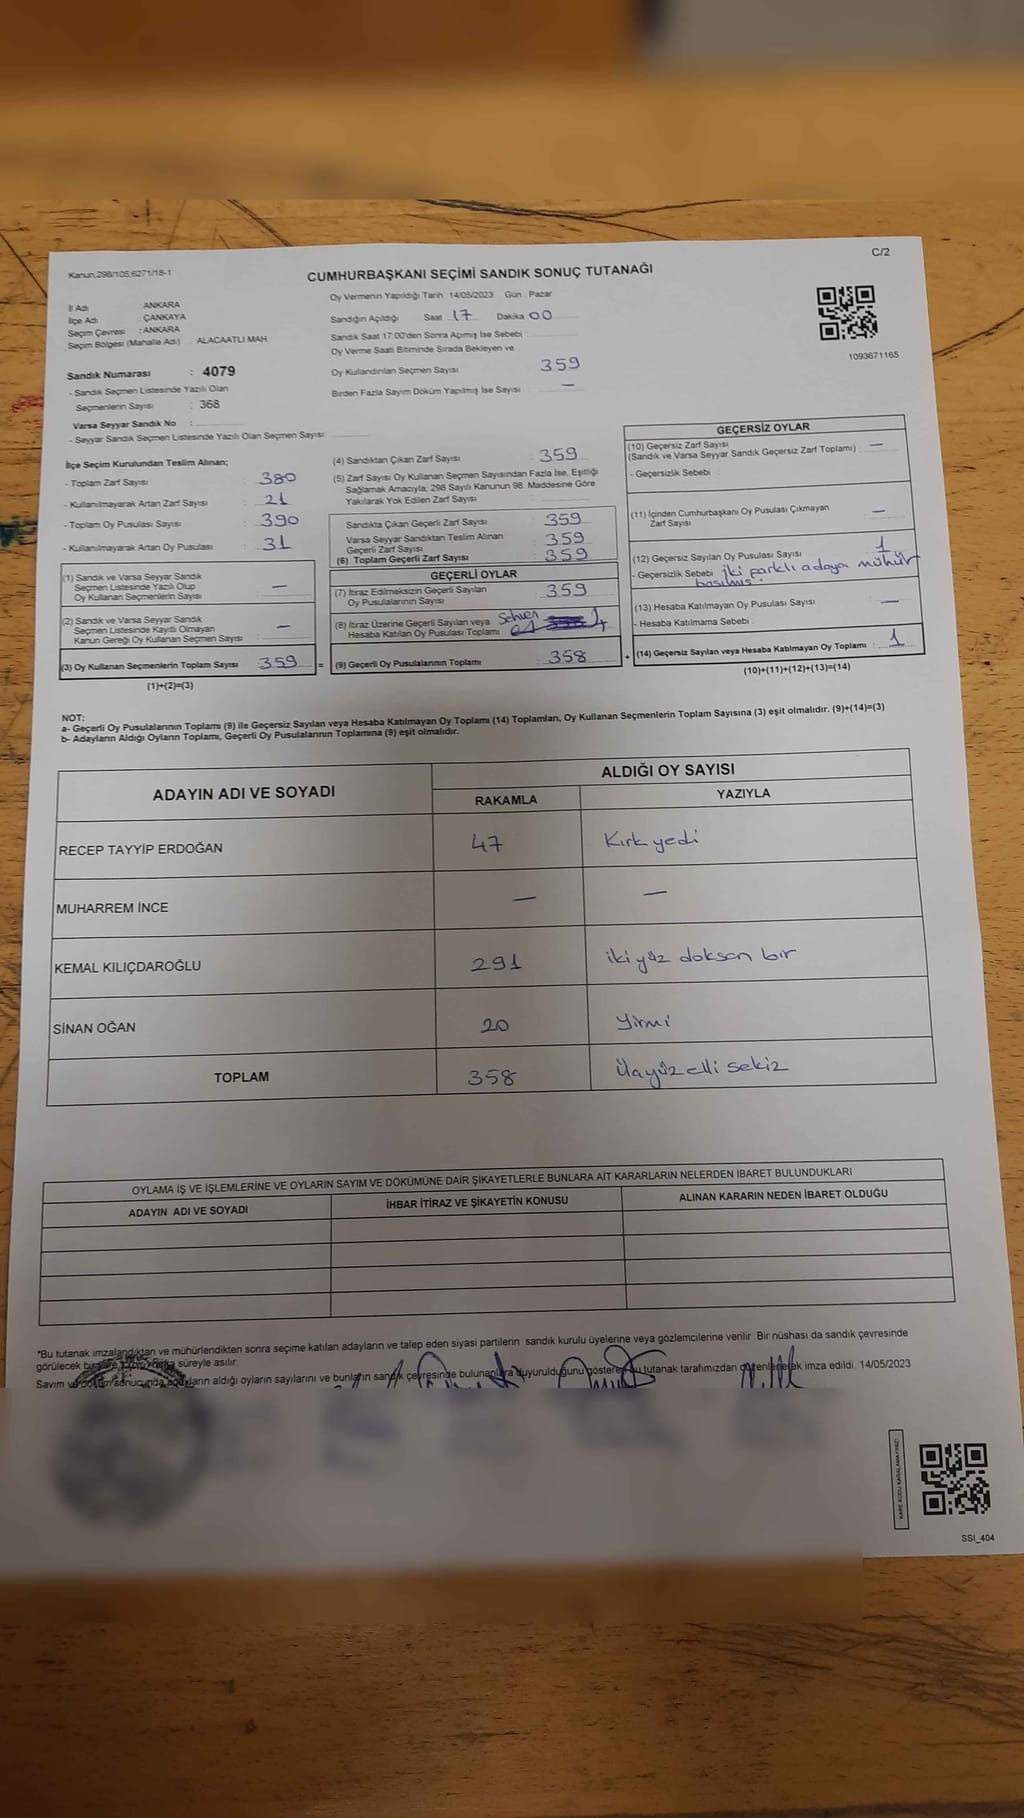 C/2
Kanun:298/105;6271/18-1
CUMHURBAŞKANI SEÇİMİ SANDIK SONUÇ TUTANAĞI
Oy Vermenin Yapıldığı Tarih : 14/05/2023 Gün : Pazar
İl Adı ANKARA
İlçe Adı ÇANKAYA
Seçim Çevresi : ANKARA
Seçim Bölgesi (Mahalle Adı) : ALACAATLI MAH.
Sandığın Açıldığı Saat : 17 Dakika 00
Sandık Saat 17:00'den Sonra Açmış İse Sebebi :
Oy Verme Saati Bitiminde Sırada Bekleyen ve
Oy Kullandırılan Seçmen Sayısı 359
Birden Fazla Sayım Döküm Yapılmış İse Sayısı : —
1093671165
Sandık Numarası : 4079
- Sandık Seçmen Listesinde Yazılı Olan
Seçmenlerin Sayısı : 368
Varsa Seyyar Sandık No :
- Seyyar Sandık Seçmen Listesinde Yazılı Olan Seçmen Sayısı:
İlçe Seçim Kurulundan Teslim Alınan;
- Toplam Zarf Sayısı : 380
- Kullanılmayarak Artan Zarf Sayısı : 21
- Toplam Oy Pusulası Sayısı : 390
- Kullanılmayarak Artan Oy Pusulası : 31
(1) Sandık ve Varsa Seyyar Sandık
Seçmen Listesinde Yazılı Olup
Oy Kullanan Seçmenlerin Sayısı : —
(2) Sandık ve Varsa Seyyar Sandık
Seçmen Listesinde Kayıtlı Olmayan
Kanun Gereği Oy Kullanan Seçmen Sayısı : —
(3) Oy Kullanan Seçmenlerin Toplam Sayısı : 359 =
(1)+(2)=(3)
(4) Sandıktan Çıkan Zarf Sayısı : 359
(5) Zarf Sayısı Oy Kullanan Seçmen Sayısından Fazla İse, Eşitliği
Sağlamak Amacıyla, 298 Sayılı Kanunun 98. Maddesine Göre
Yakılarak Yok Edilen Zarf Sayısı
Sandıkta Çıkan Geçerli Zarf Sayısı : 359
Varsa Seyyar Sandıktan Teslim Alınan
Geçerli Zarf Sayısı : 359
(6) Toplam Geçerli Zarf Sayısı : 359
GEÇERLİ OYLAR
(7) İtiraz Edilmeksizin Geçerli Sayılan
Oy Pusulalarının Sayısı : 359
(8) İtiraz Üzerine Geçerli Sayılan veya
Hesaba Katılan Oy Pusulası Toplamı
(9) Geçerli Oy Pusulalarının Toplamı : 358 +
GEÇERSİZ OYLAR
(10) Geçersiz Zarf Sayısı
(Sandık ve Varsa Seyyar Sandık Geçersiz Zarf Toplamı) : —
- Geçersizlik Sebebi :
(11) İçinden Cumhurbaşkanı Oy Pusulası Çıkmayan
Zarf Sayısı : —
(12) Geçersiz Sayılan Oy Pusulası Sayısı : 1
- Geçersizlik Sebebi : iki farklı adaya mühür
basılmış.
(13) Hesaba Katılmayan Oy Pusulası Sayısı : —
- Hesaba Katılmama Sebebi :
(14) Geçersiz Sayılan veya Hesaba Katılmayan Oy Toplamı : 1
(10)+(11)+(12)+(13)=(14)
NOT:
a- Geçerli Oy Pusulalarının Toplamı (9) ile Geçersiz Sayılan veya Hesaba Katılmayan Oy Toplamı (14) Toplamları, Oy Kullanan Seçmenlerin Toplam Sayısına (3) eşit olmalıdır. (9)+(14)=(3)
b- Adayların Aldığı Oyların Toplamı, Geçerli Oy Pusulalarının Toplamına (9) eşit olmalıdır.
ADAYIN ADI VE SOYADI
ALDIĞI OY SAYISI
RAKAMLA YAZIYLA
RECEP TAYYİP ERDOĞAN 47 Kırk yedi
MUHARREM İNCE — —
KEMAL KILIÇDAROĞLU 291 iki yüz doksan bir
SİNAN OĞAN 20 Yirmi
TOPLAM 358 Üçyüz elli sekiz
OYLAMA İŞ VE İŞLEMLERİNE VE OYLARIN SAYIM VE DÖKÜMÜNE DAİR ŞİKAYETLERLE BUNLARA AİT KARARLARIN NELERDEN İBARET BULUNDUKLARI
ADAYIN ADI VE SOYADI İHBAR İTİRAZ VE ŞİKAYETİN KONUSU ALINAN KARARIN NEDEN İBARET OLDUĞU
*Bu tutanak imzalandıktan ve mühürlendikten sonra seçime katılan adayların ve talep eden siyasi partilerin sandık kurulu üyelerine veya gözlemcilerine verilir. Bir nüshası da sandık çevresinde
görülecek bir süreyle asılır.
Sayım ve döküm sonucunda adayların aldığı oyların sayılarını ve bunların sandık çevresinde bulunanlara duyurulduğunu gösteren bu tutanak tarafımızdan düzenlenerek imza edildi. 14/05/2023
KARE KODU KARALAMAYINIZ!
SSI_404